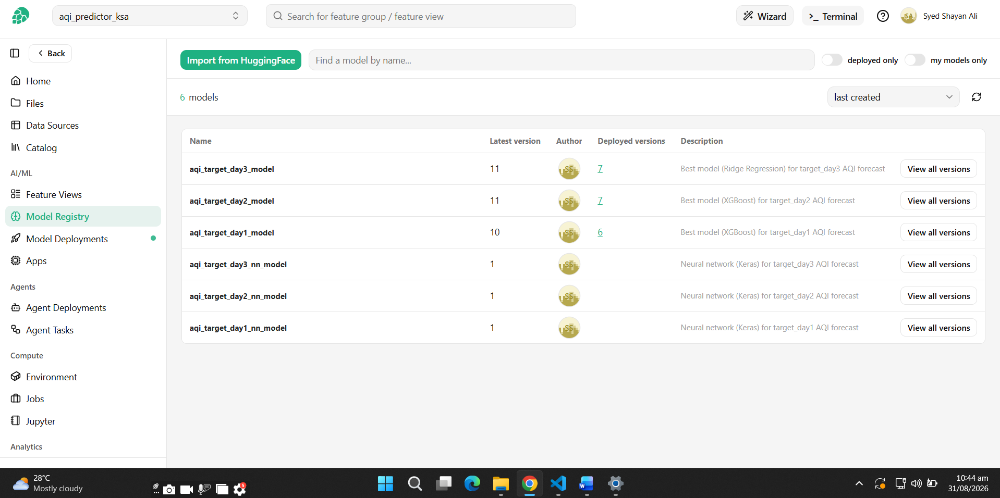 aqi_predictor_ksa
Search for feature group / feature view
Wizard
>_ Terminal
SA
Syed Shayan Ali
Back
Import from HuggingFace
Find a model by name...
deployed only
my models only
Home
Files
Data Sources
Catalog
AI/ML
Feature Views
Model Registry
Model Deployments
Apps
Agents
Agent Deployments
Agent Tasks
Compute
Environment
Jobs
Jupyter
Analytics
6 models
last created
Name Latest version Author Deployed versions Description
aqi_target_day3_model 11 SS 7 Best model (Ridge Regression) for target_day3 AQI forecast View all versions
aqi_target_day2_model 11 SS 7 Best model (XGBoost) for target_day2 AQI forecast View all versions
aqi_target_day1_model 10 SS 6 Best model (XGBoost) for target_day1 AQI forecast View all versions
aqi_target_day3_nn_model 1 SS Neural network (Keras) for target_day3 AQI forecast View all versions
aqi_target_day2_nn_model 1 SS Neural network (Keras) for target_day2 AQI forecast View all versions
aqi_target_day1_nn_model 1 SS Neural network (Keras) for target_day1 AQI forecast View all versions
28°C
Mostly cloudy
5
W
10:44 am
31/08/2026